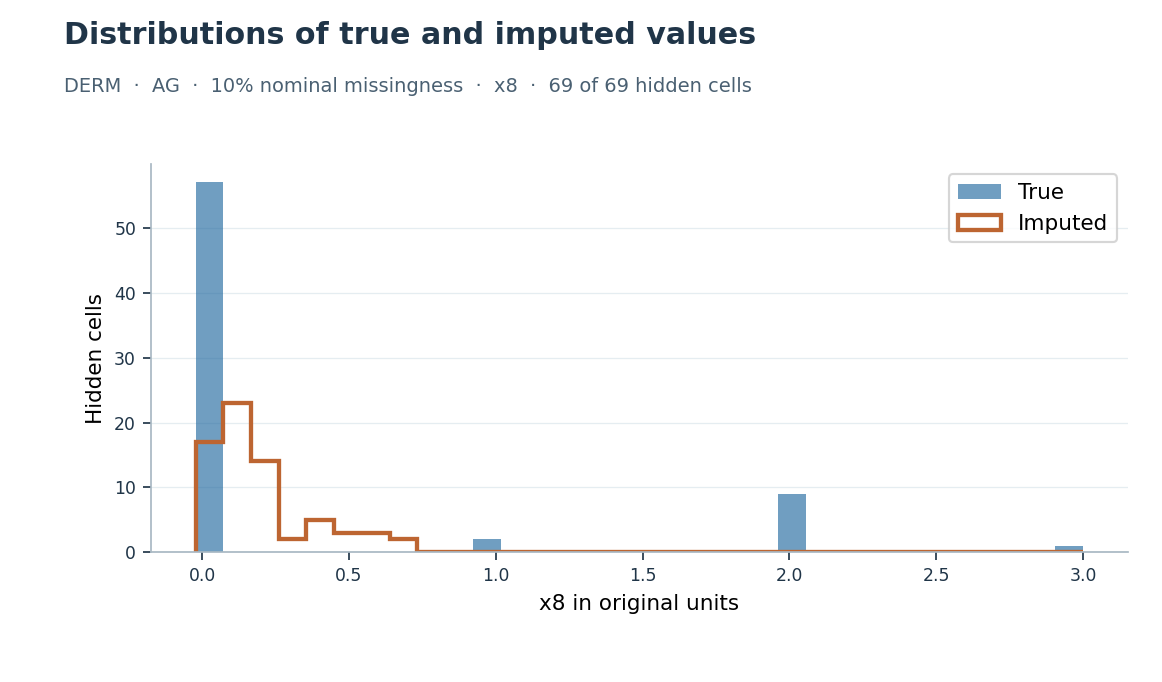 Distributions of true and imputed values
DERM · AG · 10% nominal missingness · x8 · 69 of 69 hidden cells
True
Imputed
Hidden cells
50
40
30
20
10
0
0.0 0.5 1.0 1.5 2.0 2.5 3.0
x8 in original units